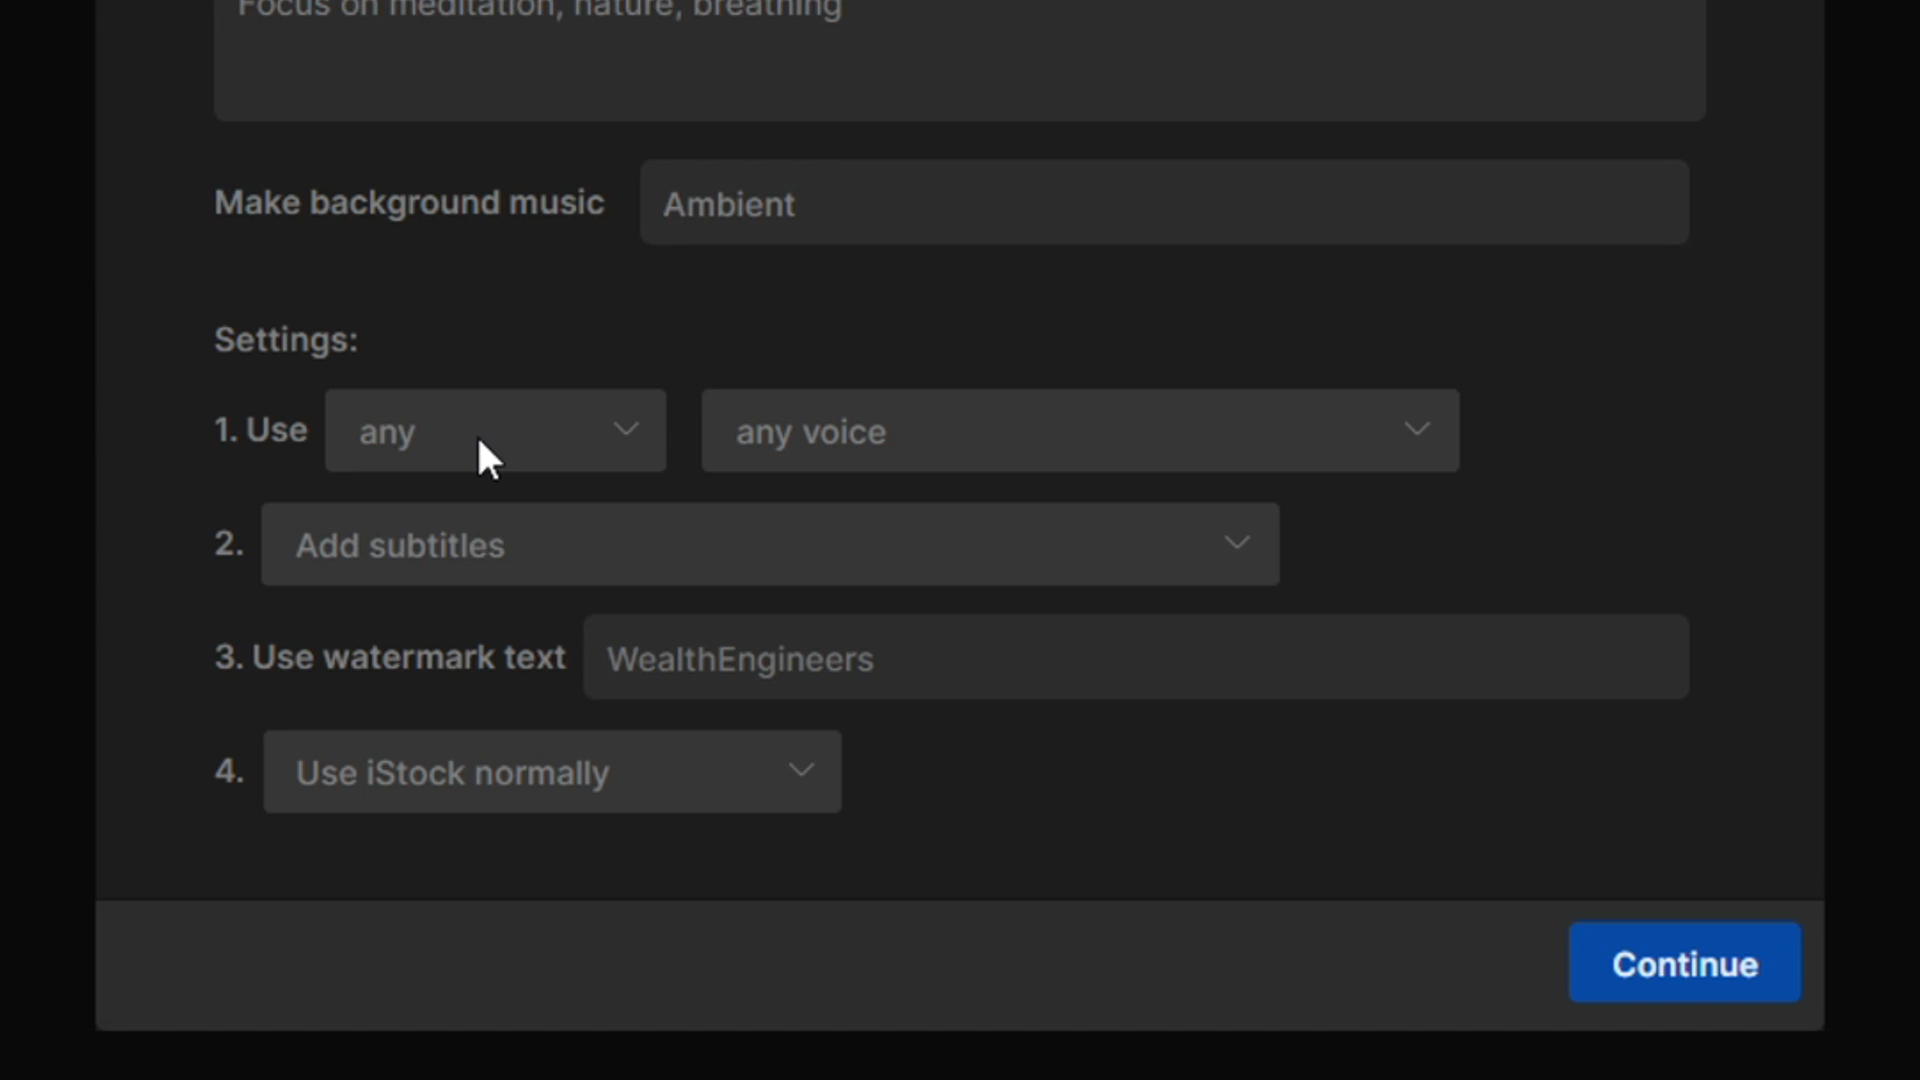 Focus on meditation, nature, breathing
Make background music Ambient
Settings:
1. Use any any voice
2. Add subtitles
3. Use watermark text WealthEngineers
4. Use iStock normally
Continue